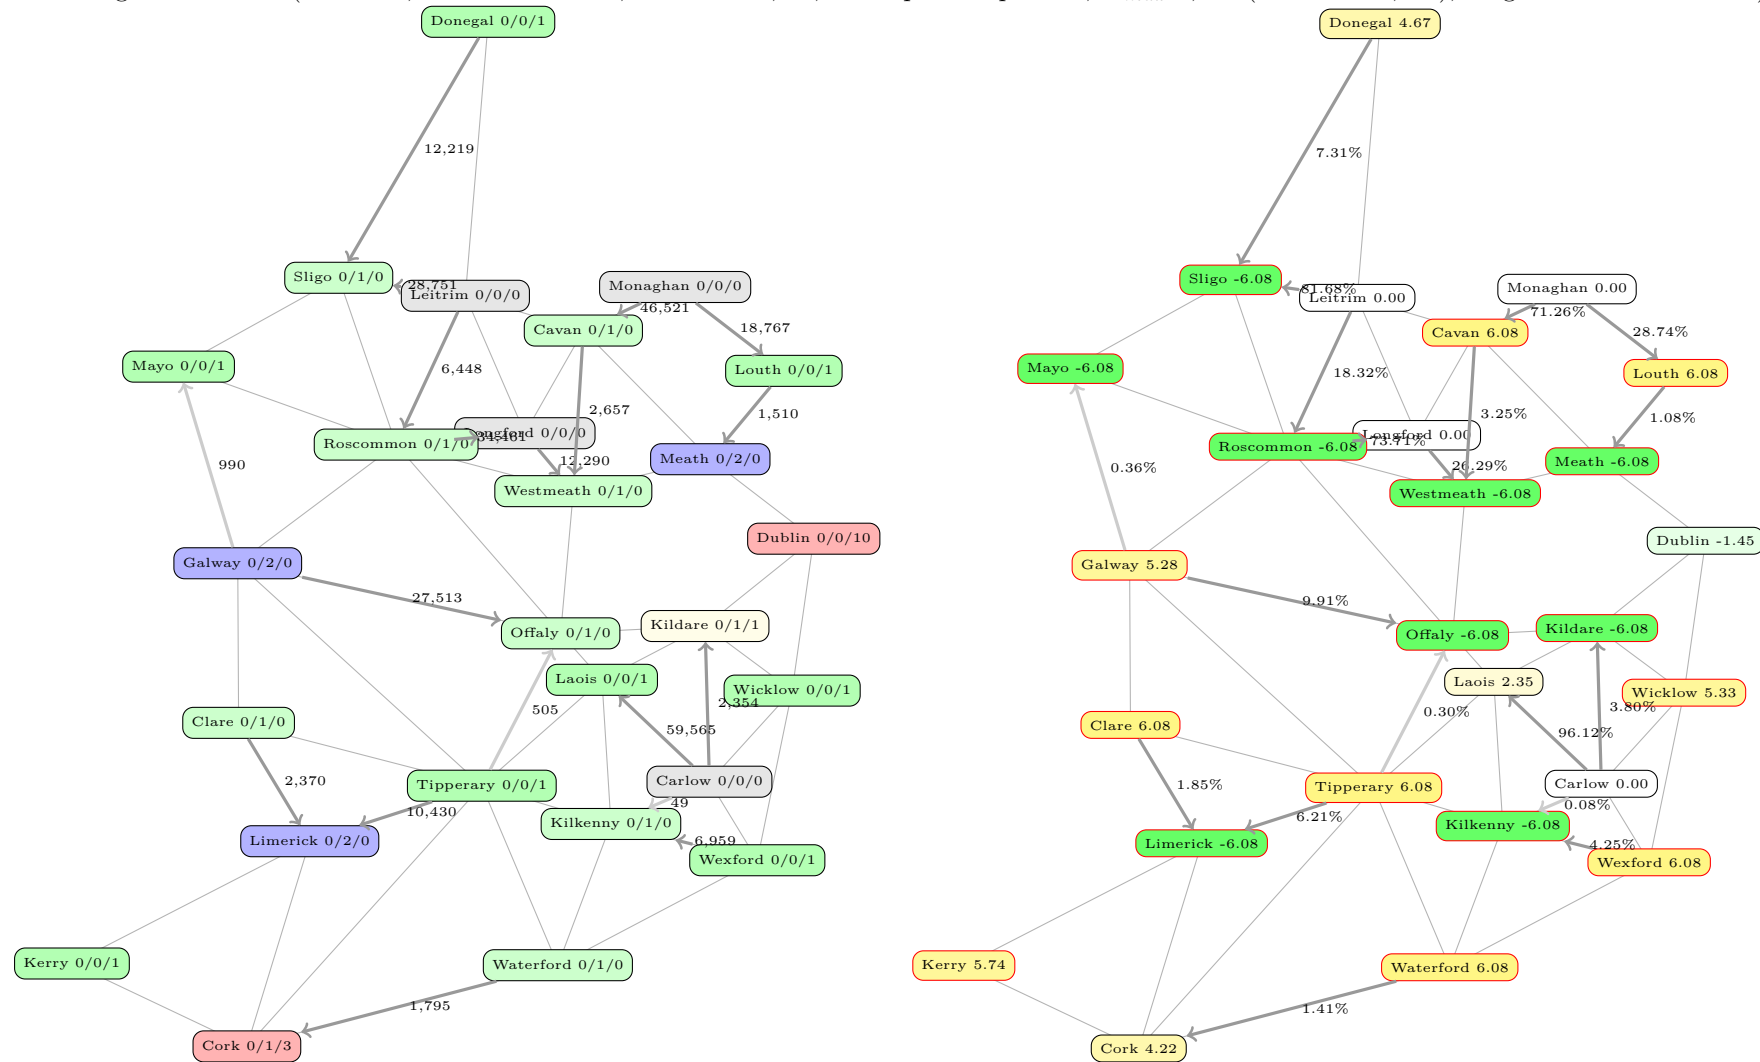 Donegal 0/0/1
12,219
Sligo 0/1/0
28,751
Leitrim 0/0/0
Monaghan 0/0/0
46,521
Cavan 0/1/0
18,767
Mayo 0/0/1
6,448
Louth 0/0/1
2,657
1,510
Roscommon 0/1/0
34,461
Longford 0/0/0
990
12,290
Meath 0/2/0
Westmeath 0/1/0
Dublin 0/0/10
Galway 0/2/0
27,513
Offaly 0/1/0
Kildare 0/1/1
Laois 0/0/1
Wicklow 0/0/1
2,354
505
59,565
Clare 0/1/0
2,370
Tipperary 0/0/1
Carlow 0/0/0
49
10,430
Kilkenny 0/1/0
Limerick 0/2/0
6,959
Wexford 0/0/1
Kerry 0/0/1
Waterford 0/1/0
1,795
Cork 0/1/3
Donegal 4.67
7.31%
Sligo -6.08
81.68%
Leitrim 0.00
Monaghan 0.00
71.26%
Cavan 6.08
28.74%
Mayo -6.08
18.32%
Louth 6.08
3.25%
1.08%
Roscommon -6.08
73.71%
Longford 0.00
0.36%
26.29%
Meath -6.08
Westmeath -6.08
Dublin -1.45
Galway 5.28
9.91%
Offaly -6.08
Kildare -6.08
Laois 2.35
Wicklow 5.33
3.80%
0.30%
96.12%
Clare 6.08
1.85%
Tipperary 6.08
Carlow 0.00
0.08%
6.21%
Kilkenny -6.08
Limerick -6.08
4.25%
Wexford 6.08
Kerry 5.74
Waterford 6.08
1.41%
Cork 4.22